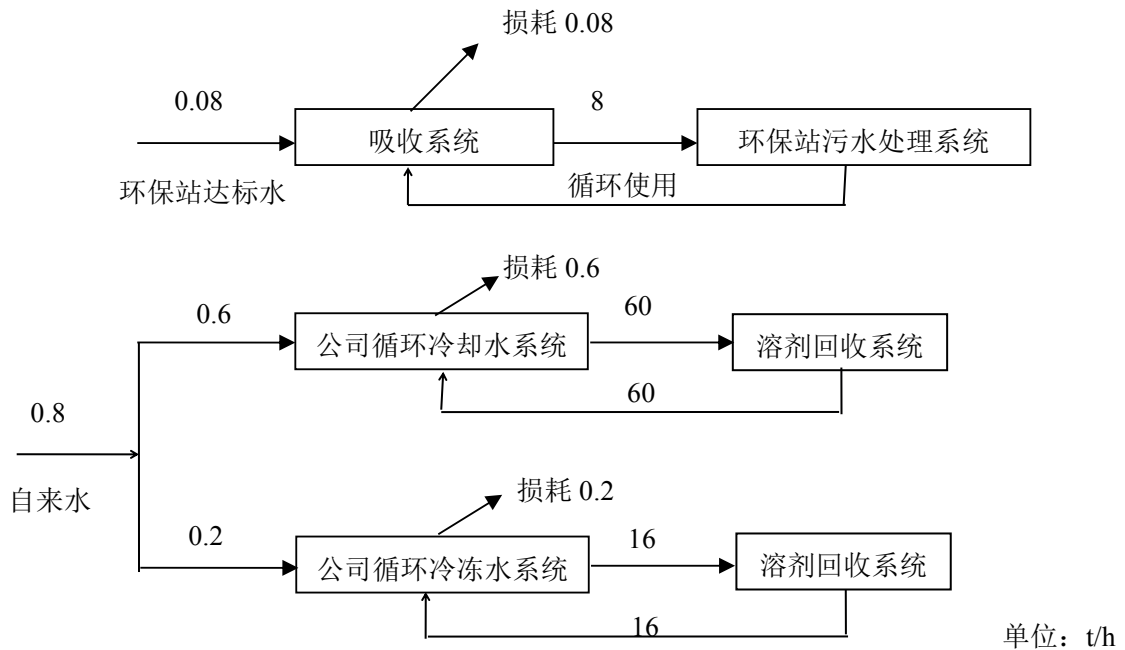 损耗 0.08
0.08
8
吸收系统
环保站污水处理系统
环保站达标水
循环使用
损耗 0.6
0.6
60
公司循环冷却水系统
溶剂回收系统
60
0.8
自来水
损耗 0.2
0.2
16
公司循环冷冻水系统
溶剂回收系统
16
单位：t/h